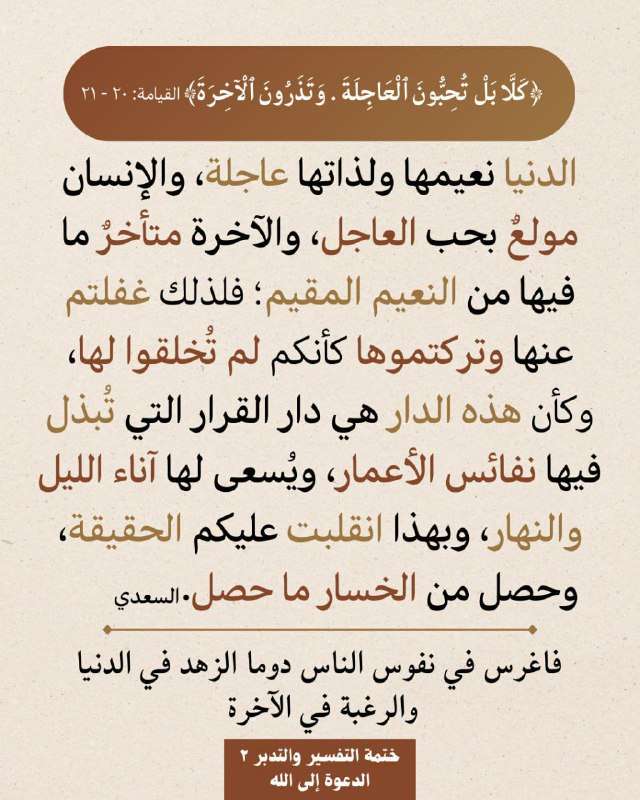 ﴿كَلَّا بَلْ تُحِبُّونَ ٱلْعَاجِلَةَ . وَتَذَرُونَ ٱلْآخِرَةَ﴾ القيامة: ٢٠ - ٢١
الدنيا نعيمها ولذاتها عاجلة، والإنسان
مولعٌ بحب العاجل، والآخرة متأخرٌ ما
فيها من النعيم المقيم؛ فلذلك غفلتم
عنها وتركتموها كأنكم لم تُخلقوا لها،
وكأن هذه الدار هي دار القرار التي تُبذل
فيها نفائس الأعمار، ويُسعى لها آناء الليل
والنهار، وبهذا انقلبت عليكم الحقيقة،
وحصل من الخسار ما حصل. السعدي
فاغرس في نفوس الناس دوما الزهد في الدنيا
والرغبة في الآخرة
ختمة التفسير والتدبر ٢
الدعوة إلى الله